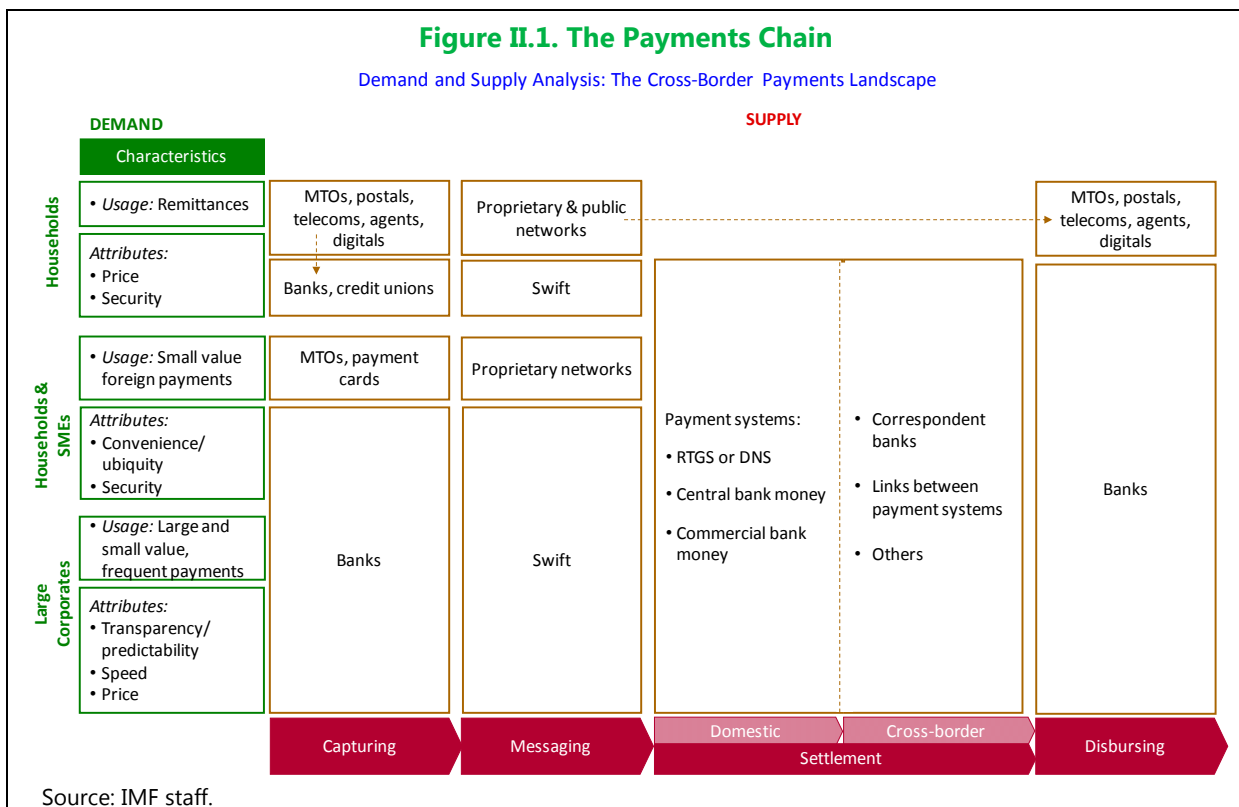 Figure II.1. The Payments Chain
Demand and Supply Analysis: The Cross-Border Payments Landscape
DEMAND
SUPPLY
Characteristics
Households
• Usage: Remittances
Attributes:
• Price
• Security
MTOs, postals,
telecoms, agents,
digitals
Banks, credit unions
Proprietary & public
networks
Swift
MTOs, postals,
telecoms, agents,
digitals
Households &
SMEs
• Usage: Small value
foreign payments
Attributes:
• Convenience/
ubiquity
• Security
MTOs, payment
cards
Proprietary networks
Large
Corporates
• Usage: Large and
small value,
frequent payments
Attributes:
• Transparency/
predictability
• Speed
• Price
Banks
Swift
Payment systems:
• RTGS or DNS
• Central bank money
• Commercial bank
money
• Correspondent
banks
• Links between
payment systems
• Others
Banks
Capturing
Messaging
Domestic
Cross-border
Settlement
Disbursing
Source: IMF staff.